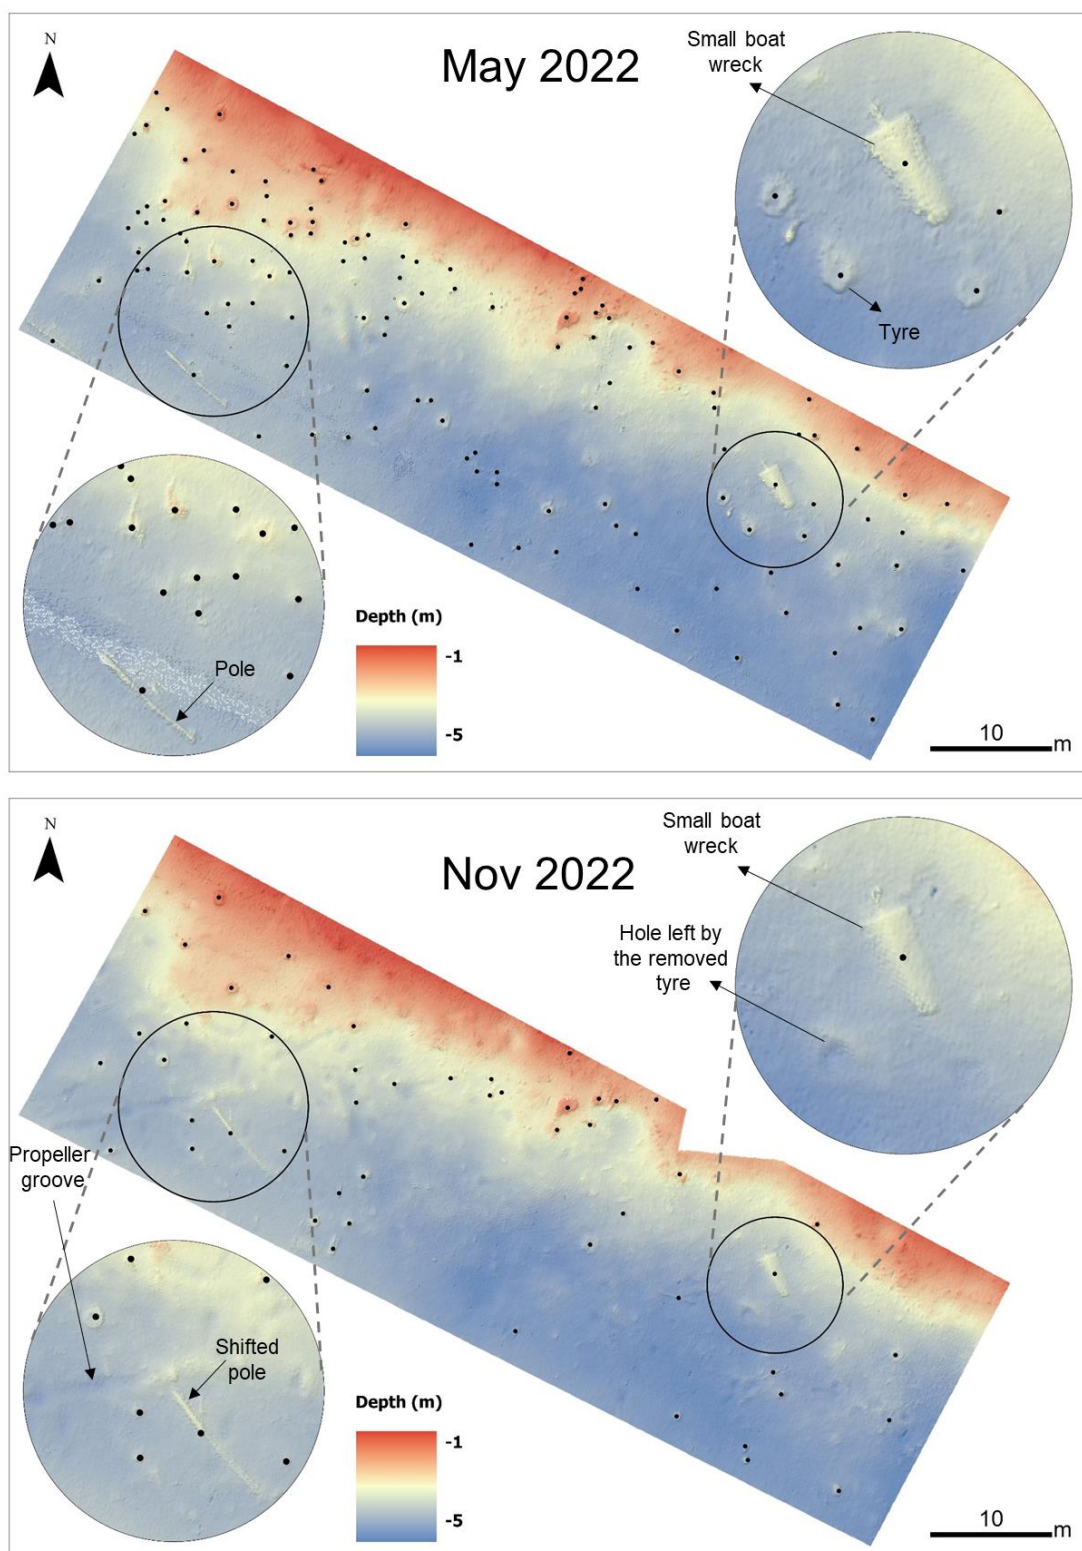 N
May 2022
Small boat
wreck
Tyre
Pole
Depth (m)
-1
-5
10
m
N
Nov 2022
Small boat
wreck
Hole left by
the removed
tyre
Propeller
groove
Shifted
pole
Depth (m)
-1
-5
10
m